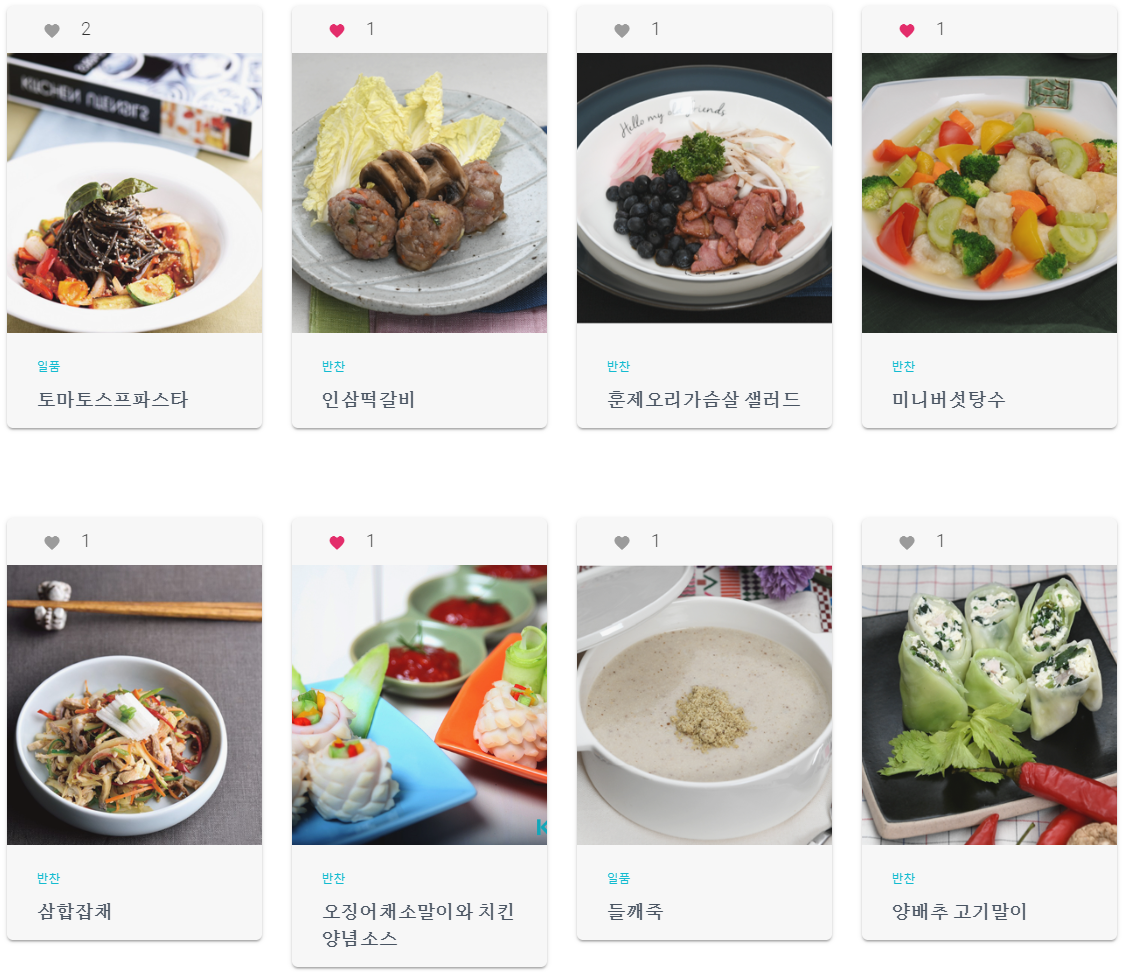 2
1
1
1
Hello my
일품
토마토스프파스타
반찬
인삼떡갈비
반찬
훈제오리가슴살 샐러드
반찬
미니버섯탕수
1
1
1
1
반찬
삼합잡채
반찬
오징어채소말이와 치킨
양념소스
일품
들깨죽
반찬
양배추 고기말이